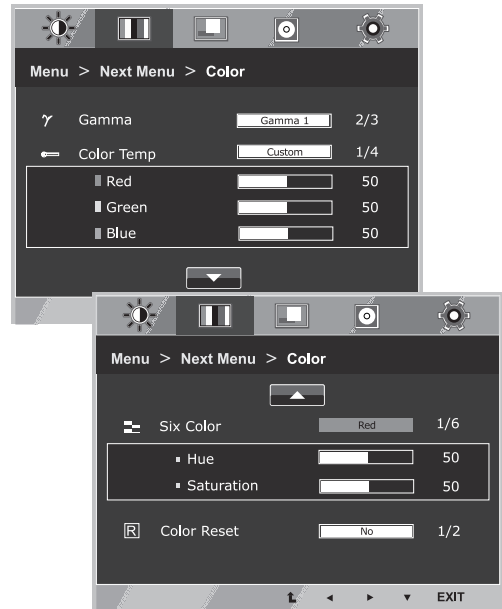 Menu > Next Menu > Color
γ Gamma Gamma 1 2/3
Color Temp Custom 1/4
Red 50
Green 50
Blue 50
Menu > Next Menu > Color
Six Color Red 1/6
Hue 50
Saturation 50
R Color Reset No 1/2
EXIT